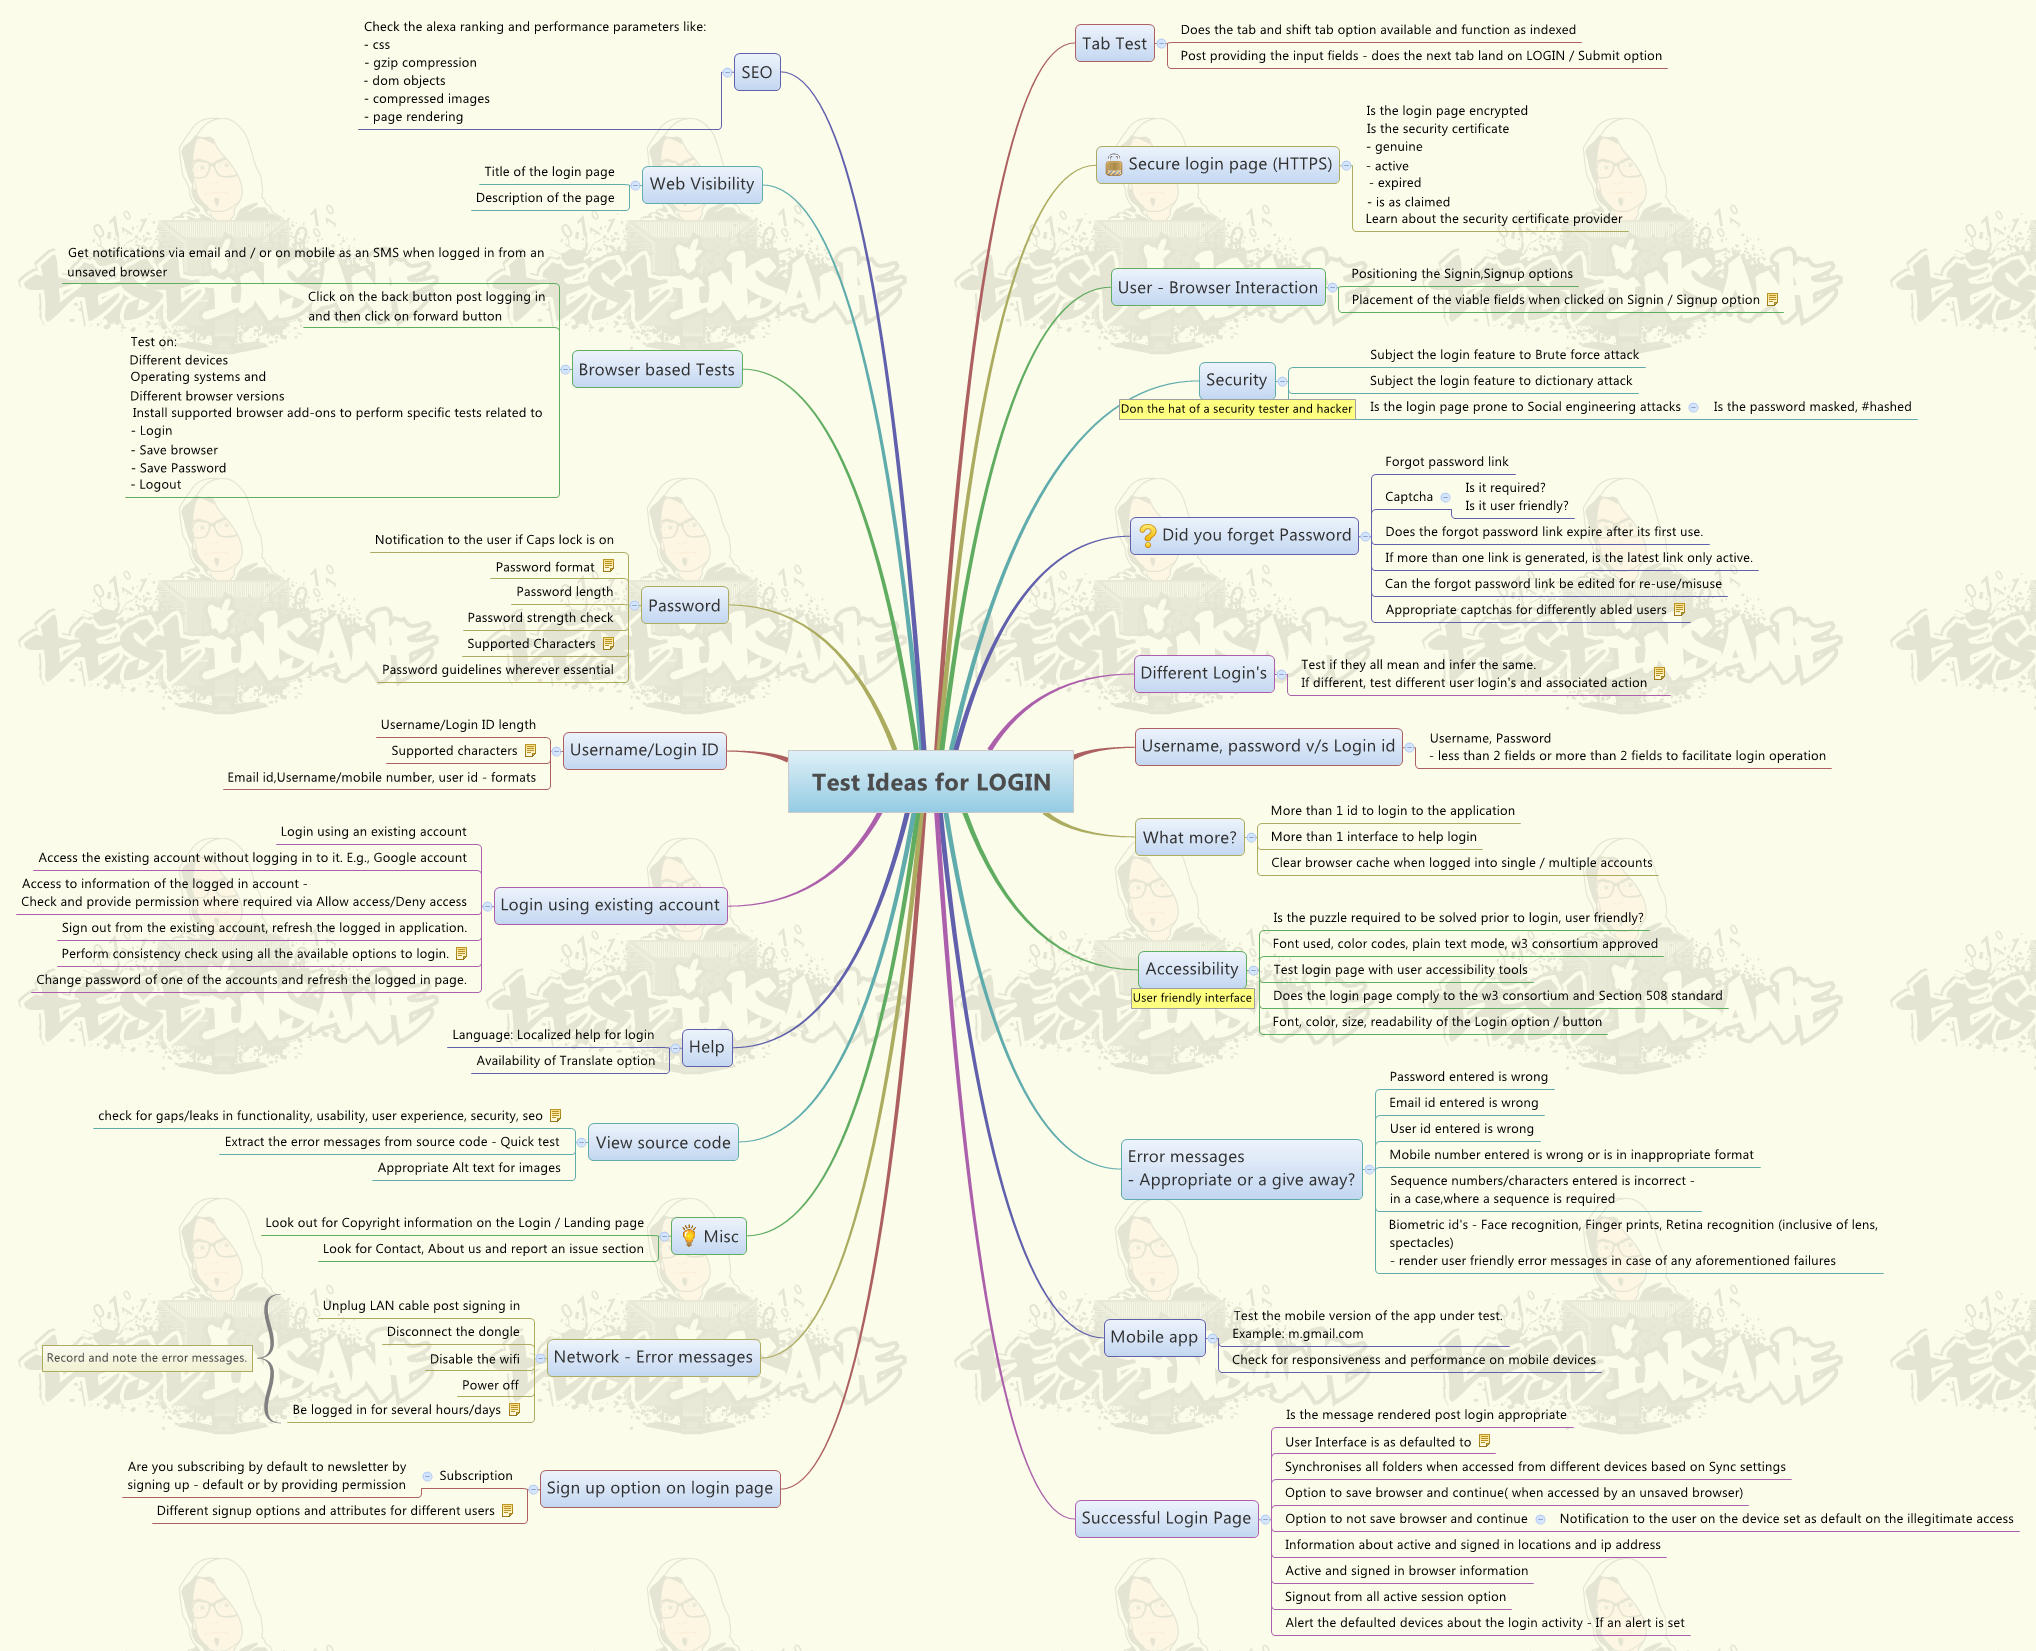 Test Ideas for LOGIN
Tab Test
Does the tab and shift tab option available and function as indexed
Post providing the input fields - does the next tab land on LOGIN / Submit option
Secure login page (HTTPS)
Is the login page encrypted
Is the security certificate
- genuine
- active
- expired
- is as claimed
Learn about the security certificate provider
User - Browser Interaction
Positioning the Signin,Signup options
Placement of the viable fields when clicked on Signin / Signup option
Security
Don the hat of a security tester and hacker
Subject the login feature to Brute force attack
Subject the login feature to dictionary attack
Is the login page prone to Social engineering attacks
Is the password masked, #hashed
Did you forget Password
Forgot password link
Captcha
Is it required?
Is it user friendly?
Does the forgot password link expire after its first use.
If more than one link is generated, is the latest link only active.
Can the forgot password link be edited for re-use/misuse
Appropriate captchas for differently abled users
Different Login's
Test if they all mean and infer the same.
If different, test different user login's and associated action
Username, password v/s Login id
Username, Password
- less than 2 fields or more than 2 fields to facilitate login operation
What more?
More than 1 id to login to the application
More than 1 interface to help login
Clear browser cache when logged into single / multiple accounts
Accessibility
User friendly interface
Is the puzzle required to be solved prior to login, user friendly?
Font used, color codes, plain text mode, w3 consortium approved
Test login page with user accessibility tools
Does the login page comply to the w3 consortium and Section 508 standard
Font, color, size, readability of the Login option / button
Error messages
- Appropriate or a give away?
Password entered is wrong
Email id entered is wrong
User id entered is wrong
Mobile number entered is wrong or is in inappropriate format
Sequence numbers/characters entered is incorrect -
in a case,where a sequence is required
Biometric id's - Face recognition, Finger prints, Retina recognition (inclusive of lens,
spectacles)
- render user friendly error messages in case of any aforementioned failures
Mobile app
Test the mobile version of the app under test.
Example: m.gmail.com
Check for responsiveness and performance on mobile devices
Successful Login Page
Is the message rendered post login appropriate
User Interface is as defaulted to
Synchronises all folders when accessed from different devices based on Sync settings
Option to save browser and continue( when accessed by an unsaved browser)
Option to not save browser and continue
Notification to the user on the device set as default on the illegitimate access
Information about active and signed in locations and ip address
Active and signed in browser information
Signout from all active session option
Alert the defaulted devices about the login activity - If an alert is set
SEO
Check the alexa ranking and performance parameters like:
- css
- gzip compression
- dom objects
- compressed images
- page rendering
Web Visibility
Title of the login page
Description of the page
Browser based Tests
Get notifications via email and / or on mobile as an SMS when logged in from an
unsaved browser
Click on the back button post logging in
and then click on forward button
Test on:
Different devices
Operating systems and
Different browser versions
Install supported browser add-ons to perform specific tests related to
- Login
- Save browser
- Save Password
- Logout
Password
Notification to the user if Caps lock is on
Password format
Password length
Password strength check
Supported Characters
Password guidelines wherever essential
Username/Login ID
Username/Login ID length
Supported characters
Email id,Username/mobile number, user id - formats
Login using existing account
Login using an existing account
Access the existing account without logging in to it. E.g., Google account
Access to information of the logged in account -
Check and provide permission where required via Allow access/Deny access
Sign out from the existing account, refresh the logged in application.
Perform consistency check using all the available options to login.
Change password of one of the accounts and refresh the logged in page.
Help
Language: Localized help for login
Availability of Translate option
View source code
check for gaps/leaks in functionality, usability, user experience, security, seo
Extract the error messages from source code - Quick test
Appropriate Alt text for images
Misc
Look out for Copyright information on the Login / Landing page
Look for Contact, About us and report an issue section
Network - Error messages
Unplug LAN cable post signing in
Disconnect the dongle
Disable the wifi
Power off
Be logged in for several hours/days
Record and note the error messages.
Sign up option on login page
Subscription
Are you subscribing by default to newsletter by
signing up - default or by providing permission
Different signup options and attributes for different users